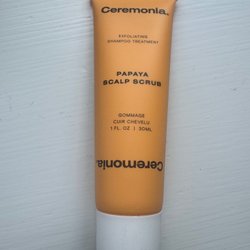 Ceremonia.
EXFOLIATING
SHAMPOO TREATMENT
PAPAYA
SCALP SCRUB
GOMMAGE
CUIR CHEVELU
1 FL. OZ | 30ML
Ceremonia.